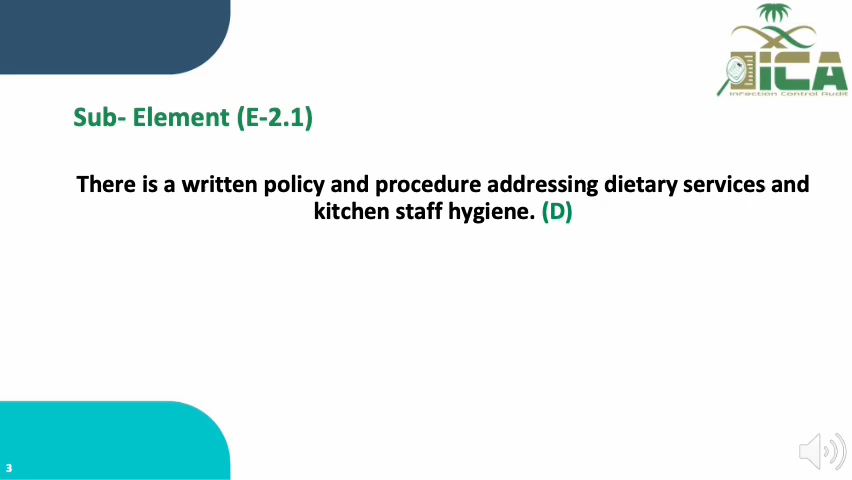 iCA
Infection Control Audit
Sub- Element (E-2.1)
There is a written policy and procedure addressing dietary services and
kitchen staff hygiene. (D)
3